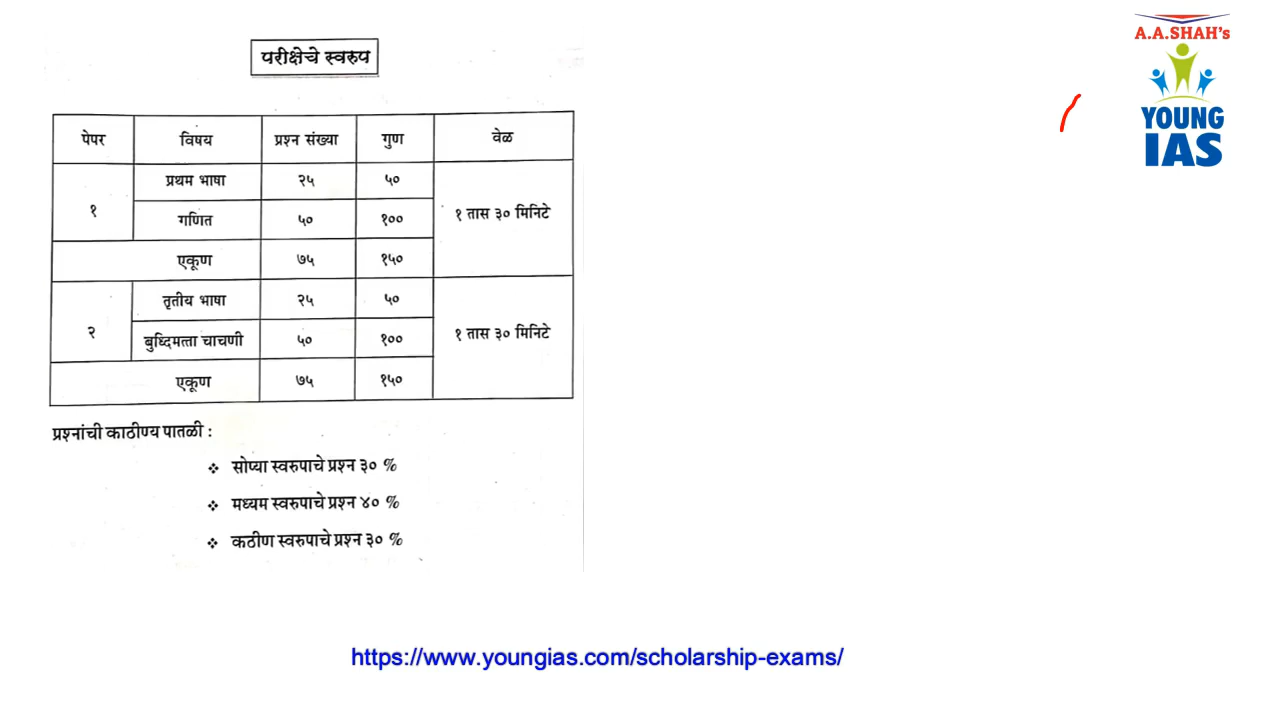 परीक्षेचे स्वरुप
पेपर विषय प्रश्न संख्या गुण वेळ
१ प्रथम भाषा २५ ५० १ तास ३० मिनिटे
गणित ५० १००
एकूण ७५ १५०
२ तृतीय भाषा २५ ५० १ तास ३० मिनिटे
बुध्दिमत्ता चाचणी ५० १००
एकूण ७५ १५०
प्रश्नांची काठीण्य पातळी :
❖ सोप्या स्वरुपाचे प्रश्न ३० %
❖ मध्यम स्वरुपाचे प्रश्न ४० %
❖ कठीण स्वरुपाचे प्रश्न ३० %
A.A.SHAH's
YOUNG
IAS
https://www.youngias.com/scholarship-exams/